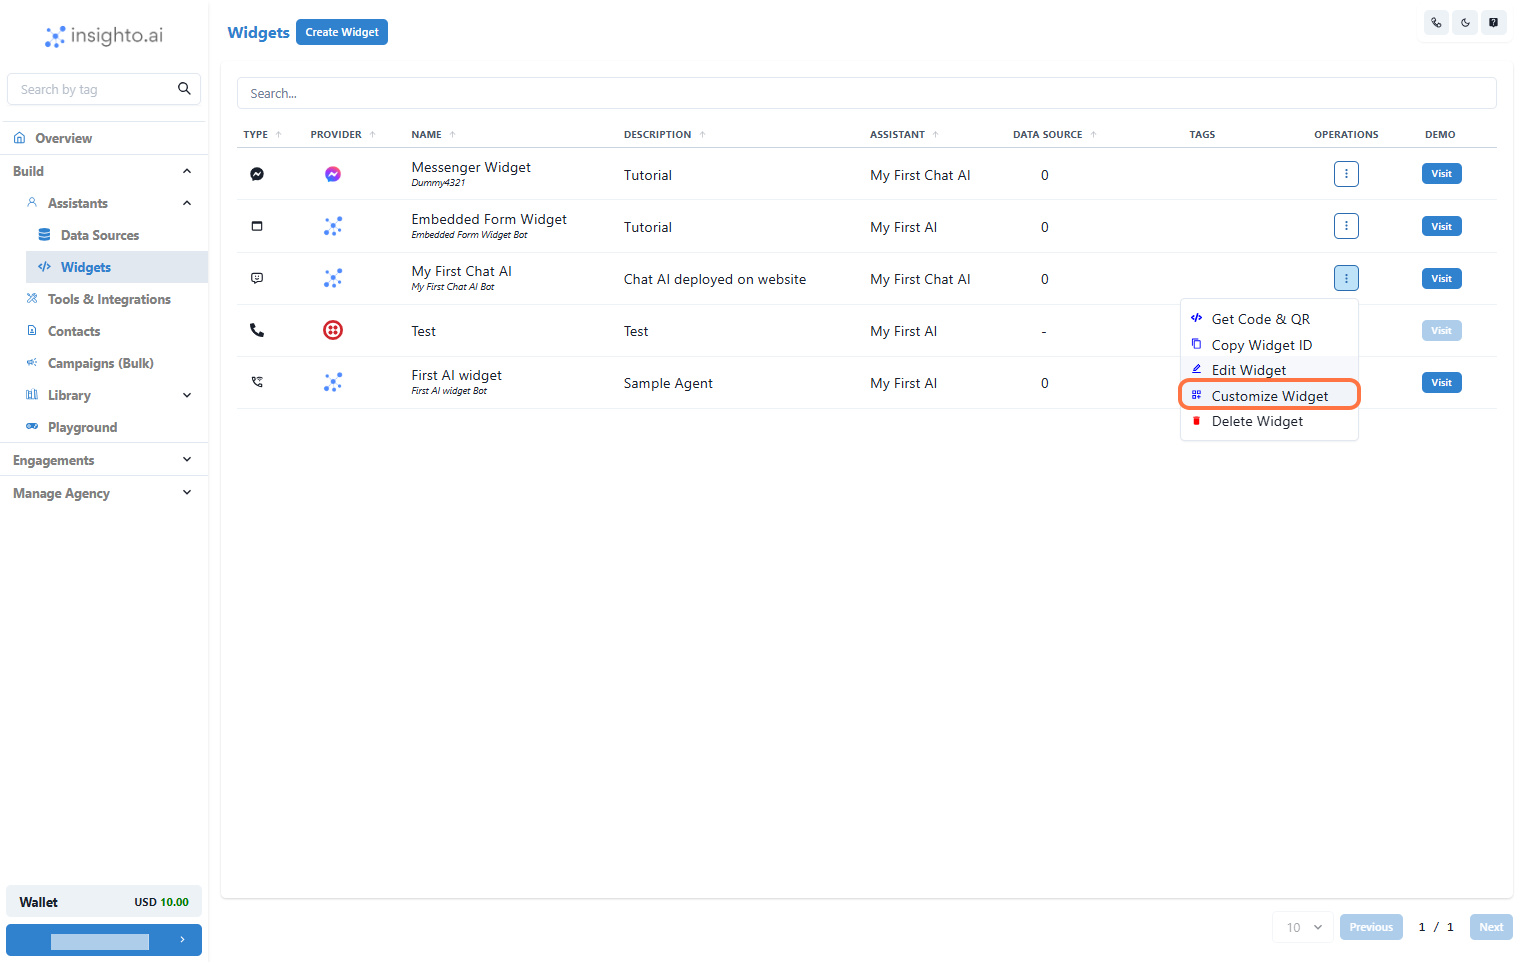 insighto.ai
Search by tag
Overview
Build
Assistants
Data Sources
Widgets
Tools & Integrations
Contacts
Campaigns (Bulk)
Library
Playground
Engagements
Manage Agency
Wallet USD 10.00
Widgets Create Widget
Search...
TYPE PROVIDER NAME DESCRIPTION ASSISTANT DATA SOURCE TAGS OPERATIONS DEMO
Messenger Widget
Dummy4321
Tutorial My First Chat AI 0 Visit
Embedded Form Widget
Embedded Form Widget Bot
Tutorial My First AI 0 Visit
My First Chat AI
My First Chat AI Bot
Chat AI deployed on website My First Chat AI 0 Visit
Test Test My First AI - Visit
First AI widget
First AI widget Bot
Sample Agent My First AI 0 Visit
Get Code & QR
Copy Widget ID
Edit Widget
Customize Widget
Delete Widget
10 Previous 1 / 1 Next